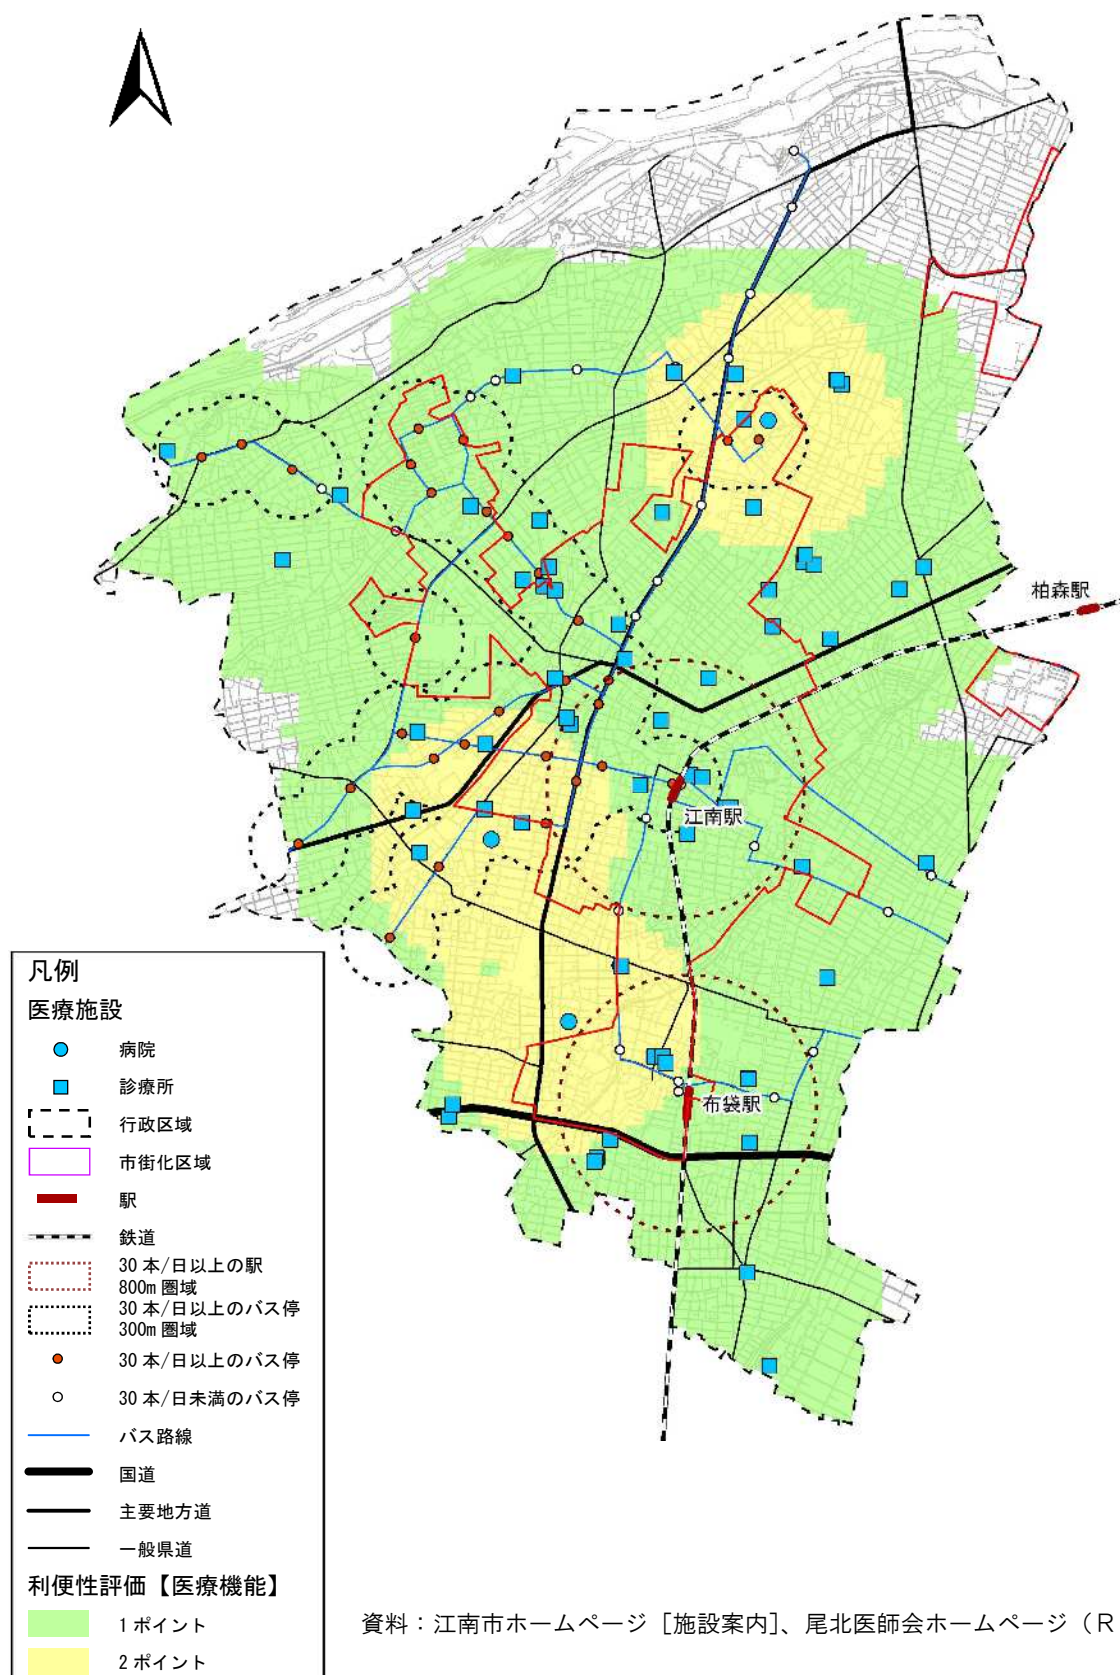 柏森駅
江南駅
布袋駅
凡例
医療施設
病院
診療所
行政区域
市街化区域
駅
鉄道
30 本/日以上の駅
800m 圏域
30 本/日以上のバス停
300m 圏域
30 本/日以上のバス停
30 本/日未満のバス停
バス路線
国道
主要地方道
一般県道
利便性評価【医療機能】
1 ポイント
2 ポイント
資料：江南市ホームページ［施設案内］、尾北医師会ホームページ（Ｒ